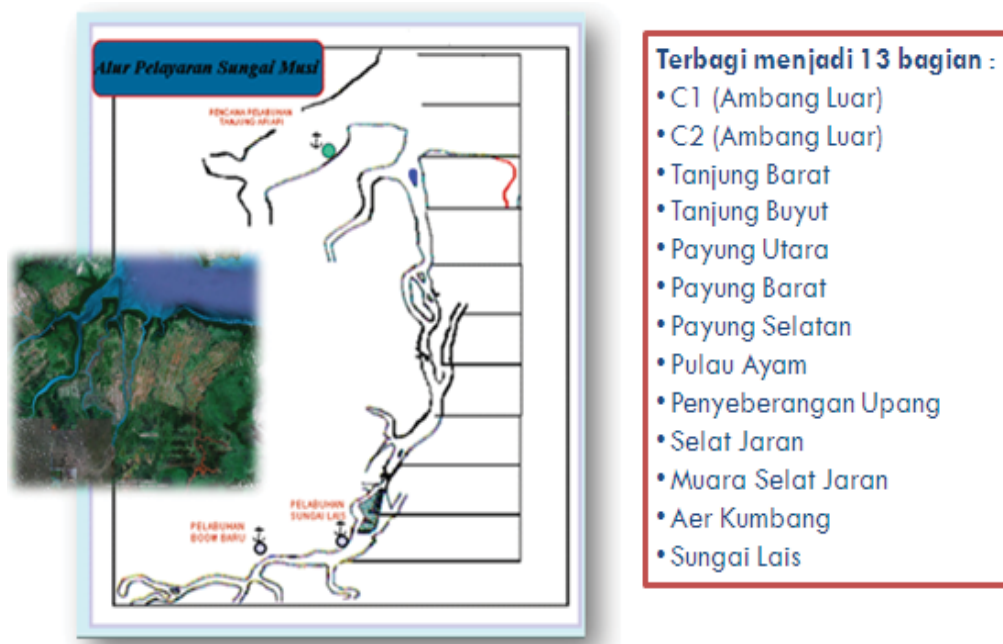 Alur Pelayaran Sungai Musi
RENCANA PELABUHAN
TANJUNG API API
PELABUHAN
SUNGAI LAIS
PELABUHAN
BOOM BARU
Terbagi menjadi 13 bagian :
• C1 (Ambang Luar)
• C2 (Ambang Luar)
• Tanjung Barat
• Tanjung Buyut
• Payung Utara
• Payung Barat
• Payung Selatan
• Pulau Ayam
• Penyeberangan Upang
• Selat Jaran
• Muara Selat Jaran
• Aer Kumbang
• Sungai Lais